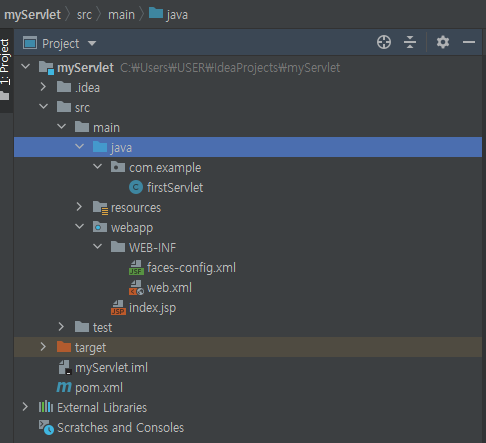 myServlet > src > main > java
1: Project
Project
myServlet C:₩Users₩USER₩IdeaProjects₩myServlet
.idea
src
main
java
com.example
firstServlet
resources
webapp
WEB-INF
faces-config.xml
web.xml
index.jsp
test
target
myServlet.iml
pom.xml
External Libraries
Scratches and Consoles